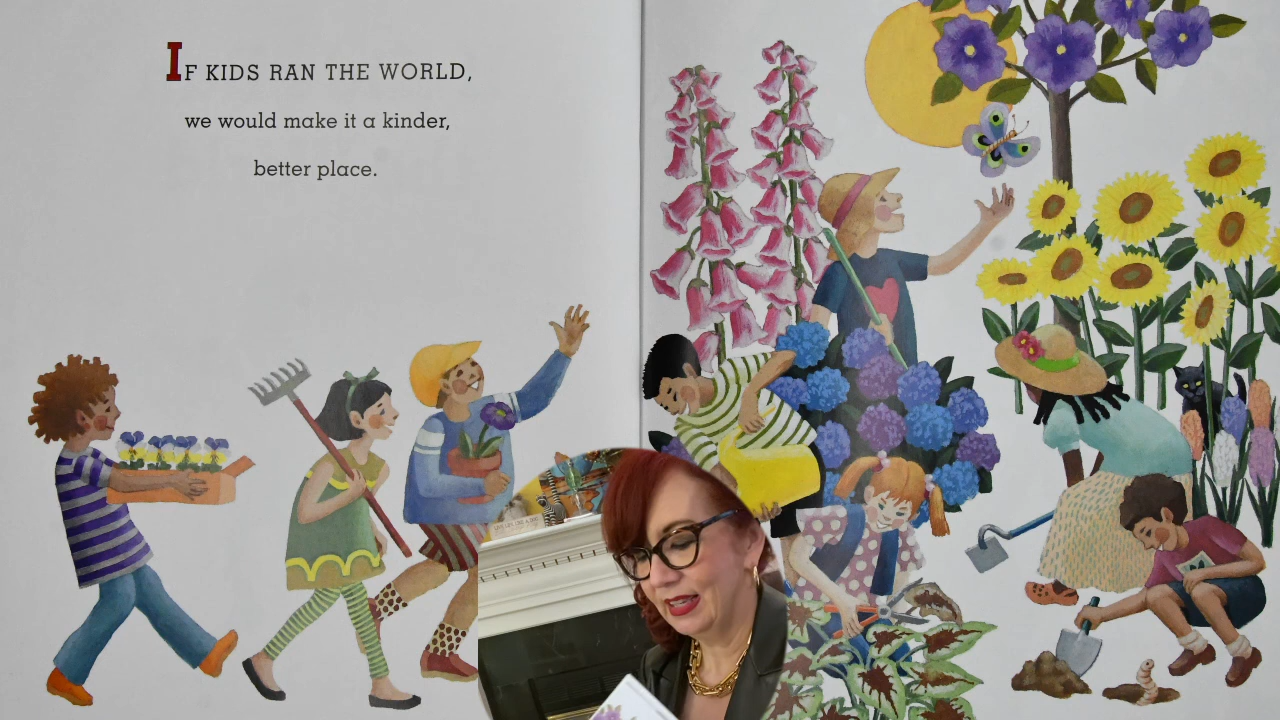 IF KIDS RAN THE WORLD,
we would make it a kinder,
better place.